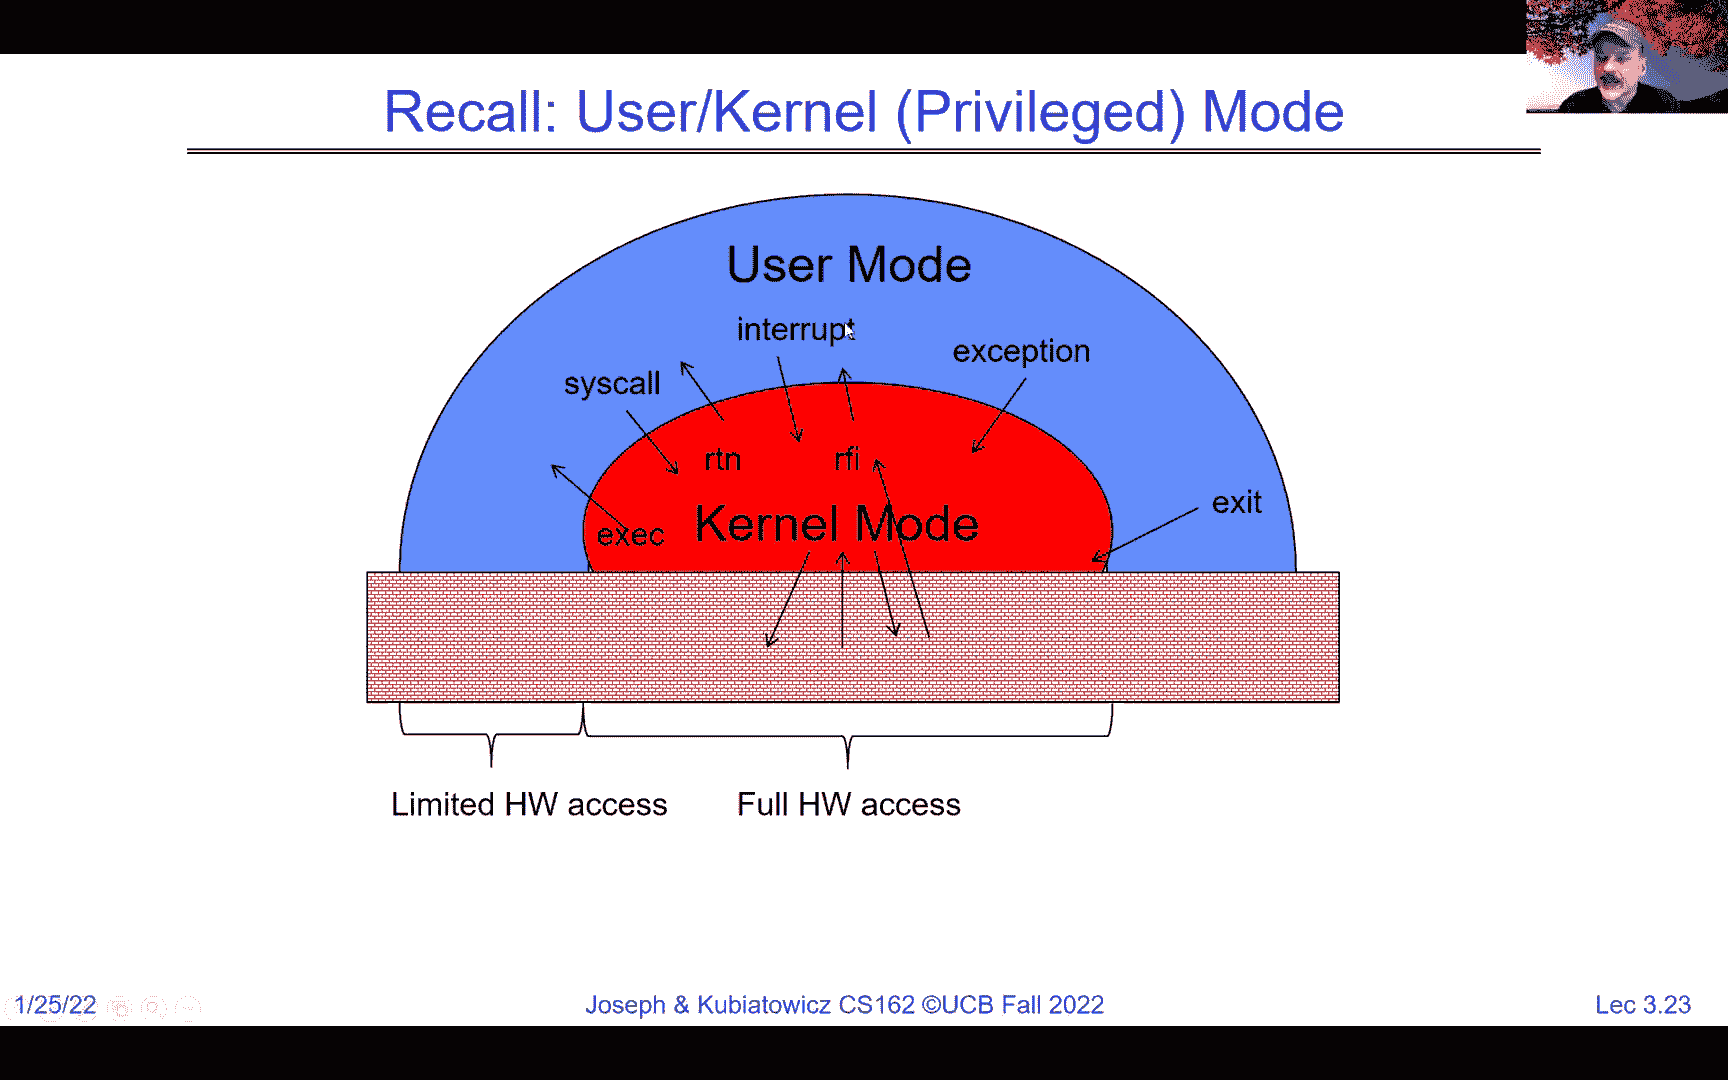 Recall: User/Kernel (Privileged) Mode
User Mode
interrupt
exception
syscall
rtn
rfi
exit
Kernel Mode
exec
Limited HW access
Full HW access
1/25/22
Joseph & Kubiatowicz CS162 ©UCB Fall 2022
Lec 3.23